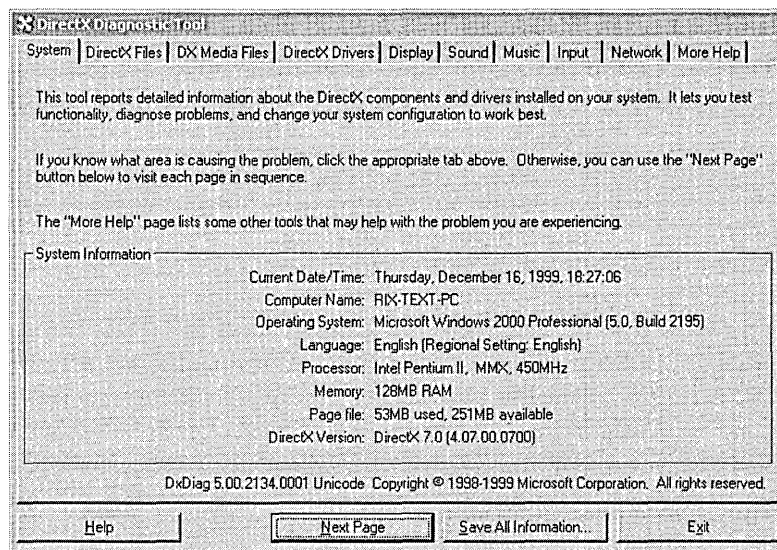 DirectX Diagnostic Tool
System DirectX Files DX Media Files DirectX Drivers Display Sound Music Input Network More Help
This tool reports detailed information about the DirectX components and drivers installed on your system. It lets you test
functionality, diagnose problems, and change your system configuration to work best.
If you know what area is causing the problem, click the appropriate tab above. Otherwise, you can use the "Next Page"
button below to visit each page in sequence.
The "More Help" page lists some other tools that may help with the problem you are experiencing.
System Information
Current Date/Time: Thursday, December 16, 1999, 18:27:06
Computer Name: RIX-TEXT-PC
Operating System: Microsoft Windows 2000 Professional (5.0, Build 2195)
Language: English (Regional Setting: English)
Processor: Intel Pentium II, MMX, 450MHz
Memory: 128MB RAM
Page file: 53MB used, 251MB available
DirectX Version: DirectX 7.0 (4.07.00.0700)
DxDiag 5.00.2134.0001 Unicode Copyright © 1998-1999 Microsoft Corporation. All rights reserved.
Help Next Page Save All Information... Exit